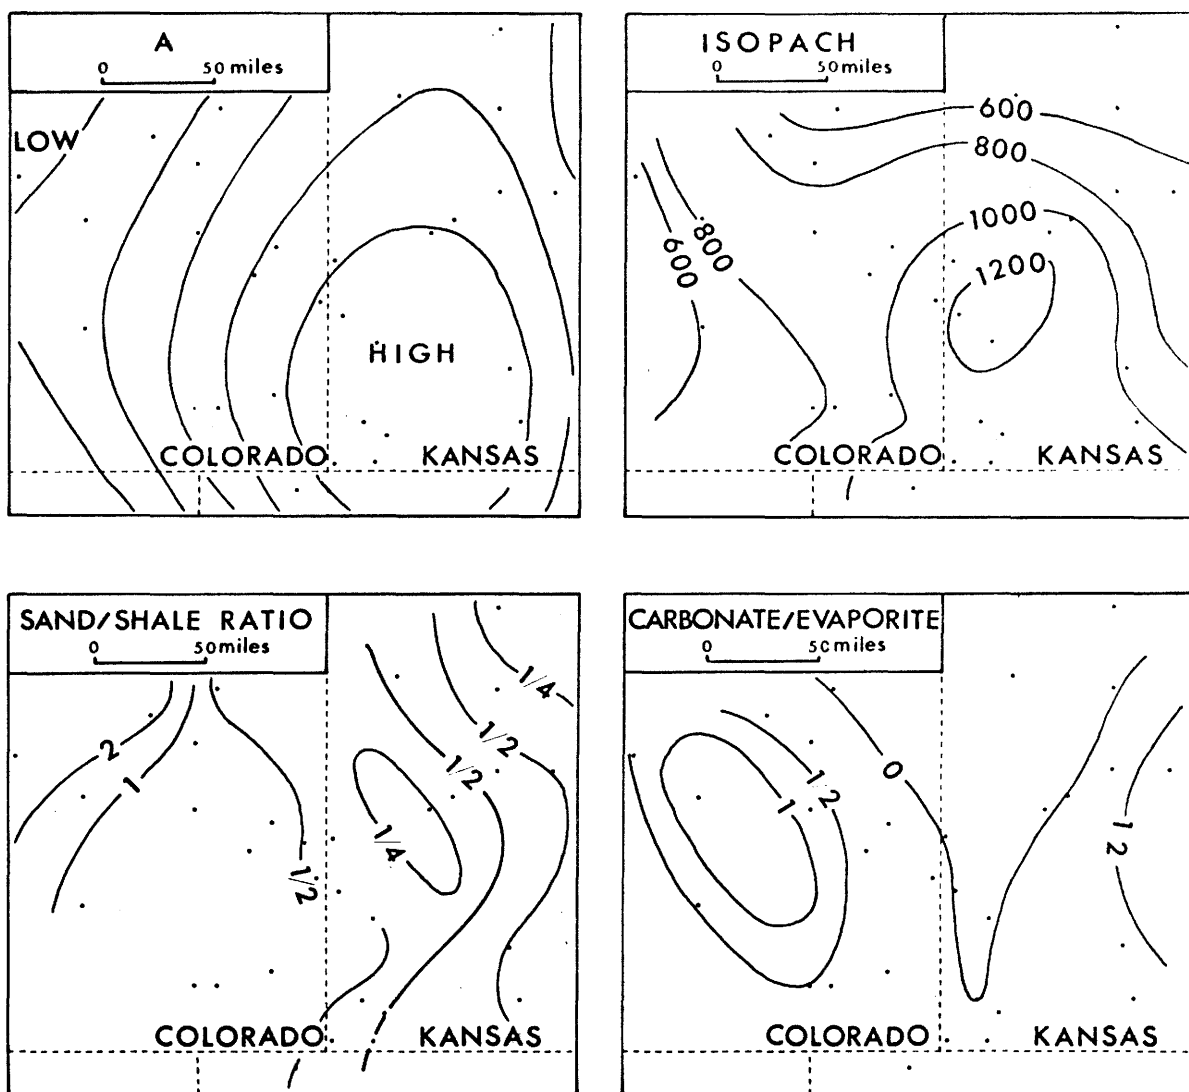 A
0 50 miles
LOW
HIGH
COLORADO KANSAS
ISOPACH
0 50 miles
600
800
1000
1200
800
600
COLORADO KANSAS
SAND/SHALE RATIO
0 50 miles
1/4
2
1
1/2
1/2
1/4
1/2
COLORADO KANSAS
CARBONATE/EVAPORITE
0 50 miles
0
1/2
1
1 2
COLORADO KANSAS